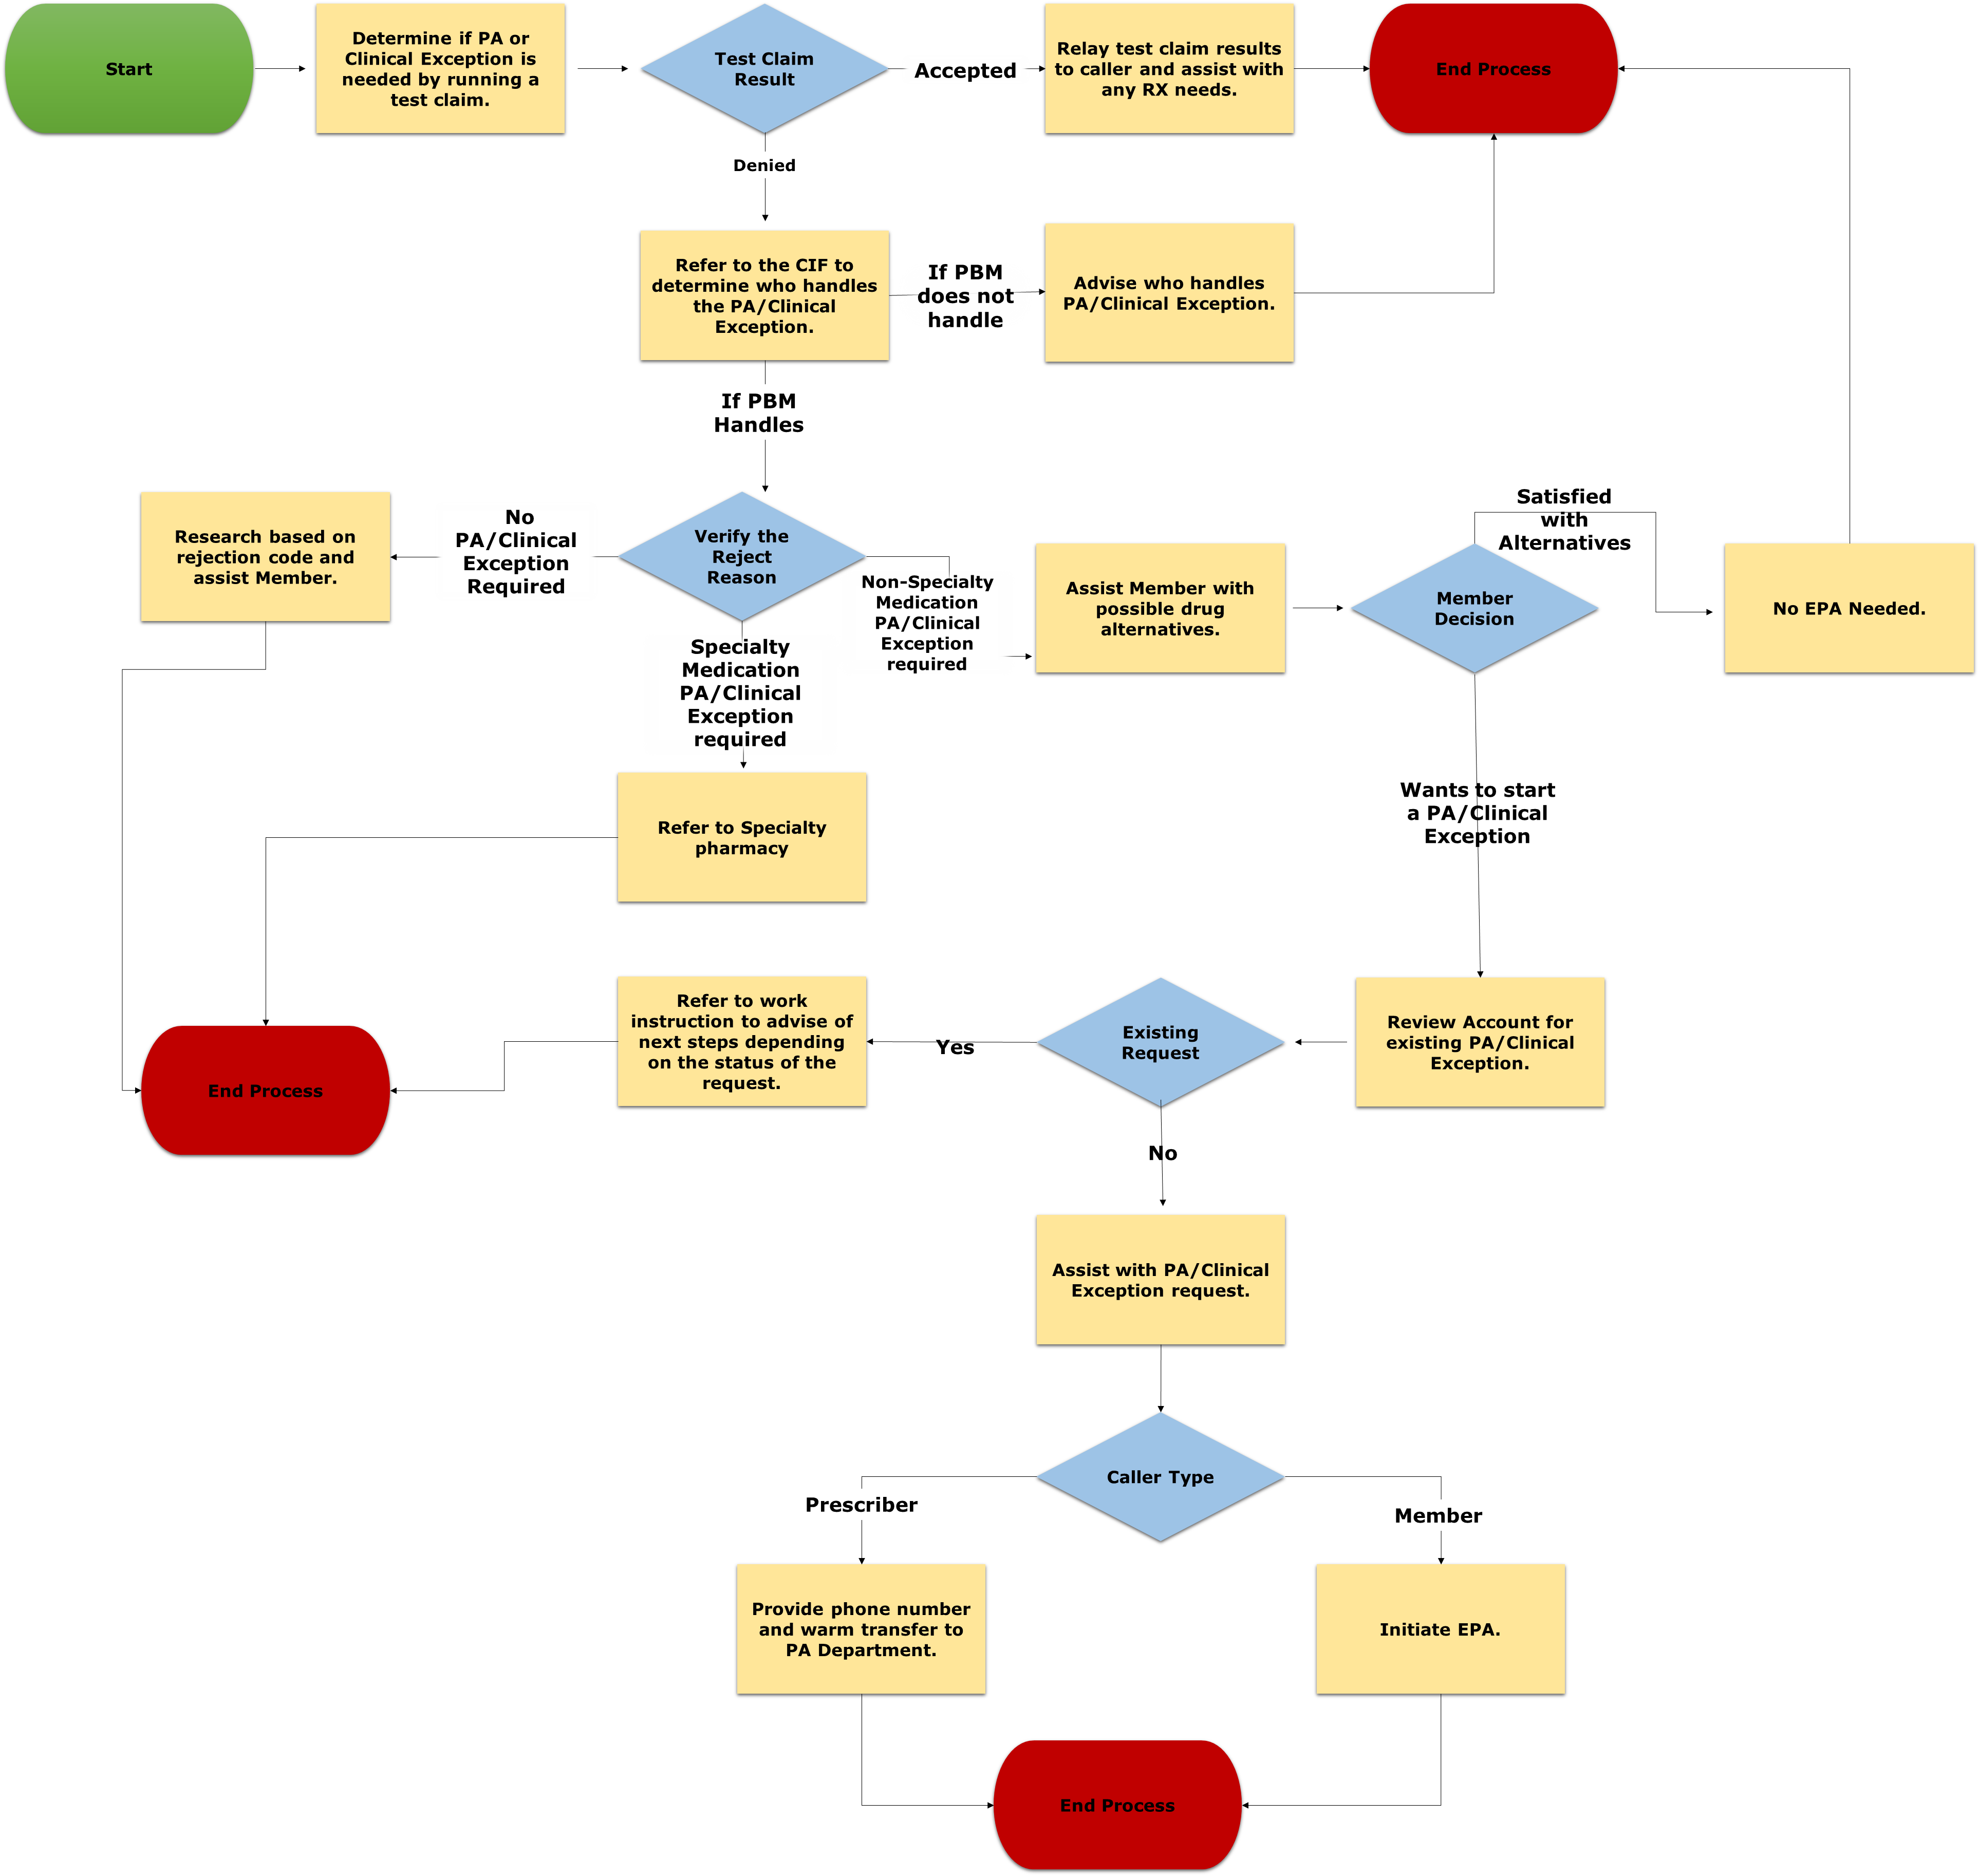 Start
Determine if PA or
Clinical Exception is
needed by running a
test claim.
Test Claim
Result
Accepted
Relay test claim results
to caller and assist with
any RX needs.
End Process
Denied
Refer to the CIF to
determine who handles
the PA/Clinical
Exception.
If PBM
does not
handle
Advise who handles
PA/Clinical Exception.
If PBM
Handles
Research based on
rejection code and
assist Member.
No
PA/Clinical
Exception
Required
Verify the
Reject
Reason
Non-Specialty
Medication
PA/Clinical
Exception
required
Assist Member with
possible drug
alternatives.
Member
Decision
Satisfied
with
Alternatives
No EPA Needed.
Specialty
Medication
PA/Clinical
Exception
required
Refer to Specialty
pharmacy
Wants to start
a PA/Clinical
Exception
End Process
Refer to work
instruction to advise of
next steps depending
on the status of the
request.
Yes
Existing
Request
Review Account for
existing PA/Clinical
Exception.
No
Assist with PA/Clinical
Exception request.
Caller Type
Prescriber
Member
Provide phone number
and warm transfer to
PA Department.
Initiate EPA.
End Process